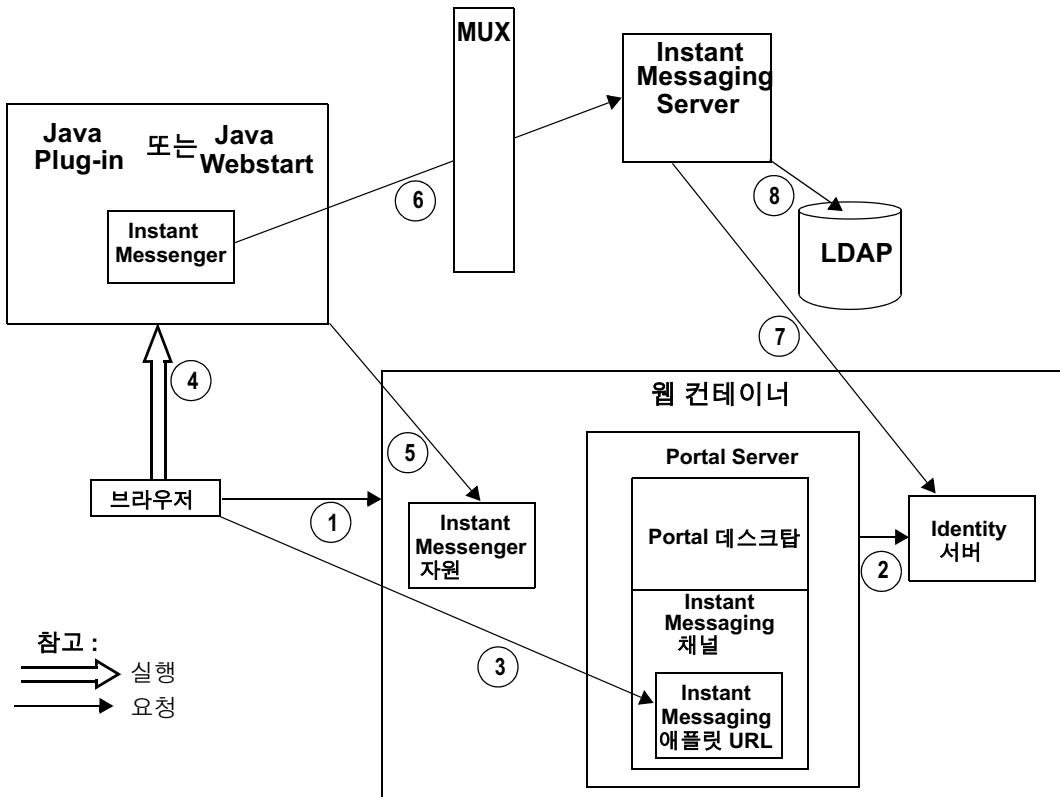 MUX
Instant
Messaging
Server
Java
Plug-in
또는
Java
Webstart
Instant
Messenger
6
8
LDAP
7
4
웹 컨테이너
5
Portal Server
브라우저
1
Instant
Messenger
자원
Portal 데스크탑
2
Identity
서버
Instant
Messaging
채널
3
Instant
Messaging
애플릿 URL
참고 :
실행
요청